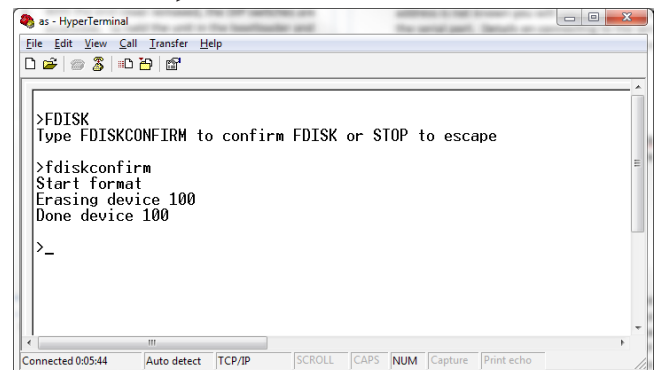 as - HyperTerminal
File Edit View Call Transfer Help
>FDISK
Type FDISKCONFIRM to confirm FDISK or STOP to escape
>fdiskconfirm
Start format
Erasing device 100
Done device 100
>_
Connected 0:05:44 Auto detect TCP/IP SCROLL CAPS NUM Capture Print echo